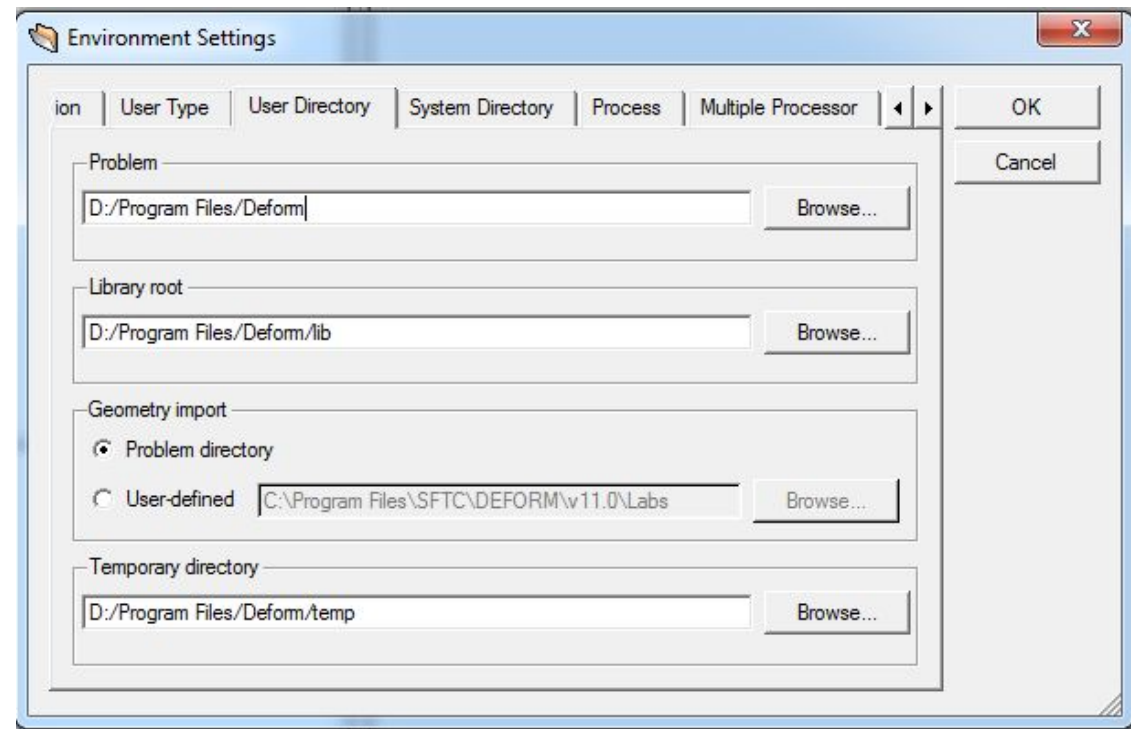 Environment Settings
ion User Type User Directory System Directory Process Multiple Processor
OK
Cancel
Problem
D:/Program Files/Deform
Browse...
Library root
D:/Program Files/Deform/lib
Browse...
Geometry import
Problem directory
User-defined C:\Program Files\SFTC\DEFORM\v11.0\Labs Browse...
Temporary directory
D:/Program Files/Deform/temp
Browse...